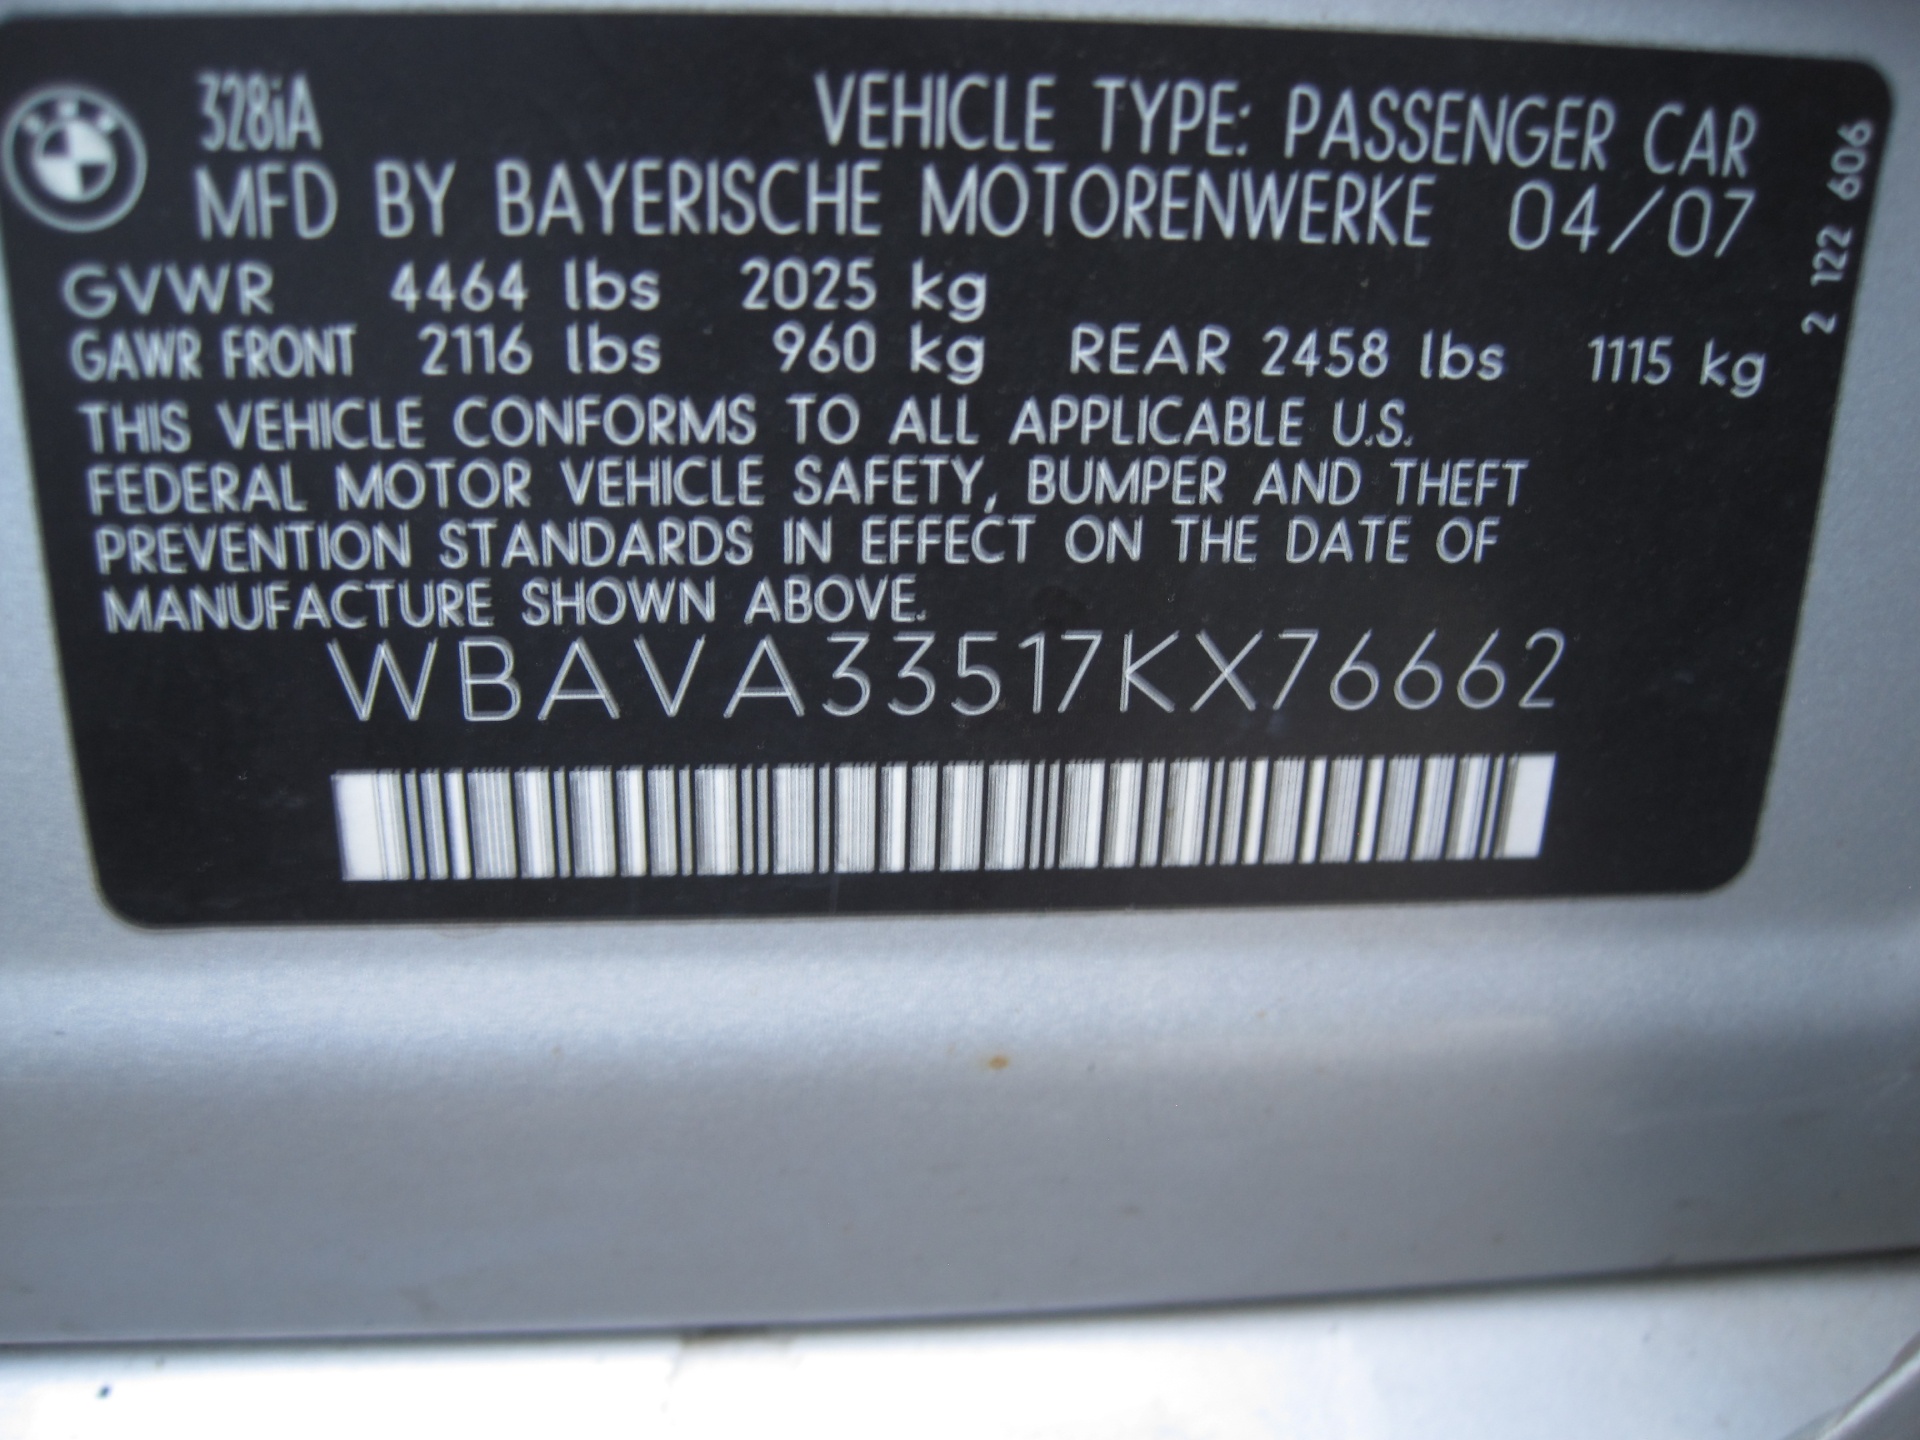 328iA VEHICLE TYPE: PASSENGER CAR
MFD BY BAYERISCHE MOTORENWERKE 04/07
GVWR 4464 lbs 2025 kg
GAWR FRONT 2116 lbs 960 kg REAR 2458 lbs 1115 kg
THIS VEHICLE CONFORMS TO ALL APPLICABLE U.S.
FEDERAL MOTOR VEHICLE SAFETY, BUMPER AND THEFT
PREVENTION STANDARDS IN EFFECT ON THE DATE OF
MANUFACTURE SHOWN ABOVE.
WBAVA33517KX76662
2 122 606